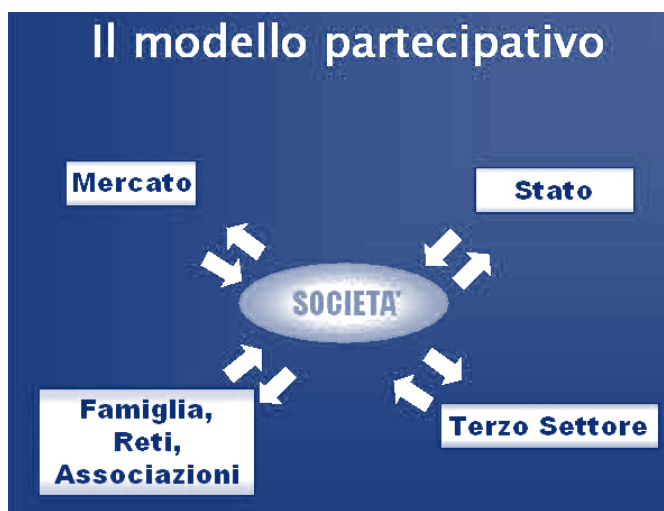 Il modello partecipativo
Mercato
Stato
SOCIETA'
Famiglia,
Reti,
Associazioni
Terzo Settore